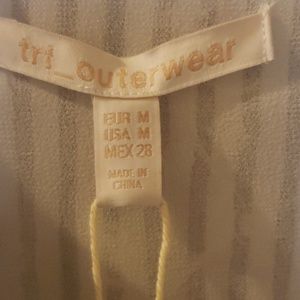 trf_outerwear
EUR M
USA M
MEX 28
MADE IN
CHINA